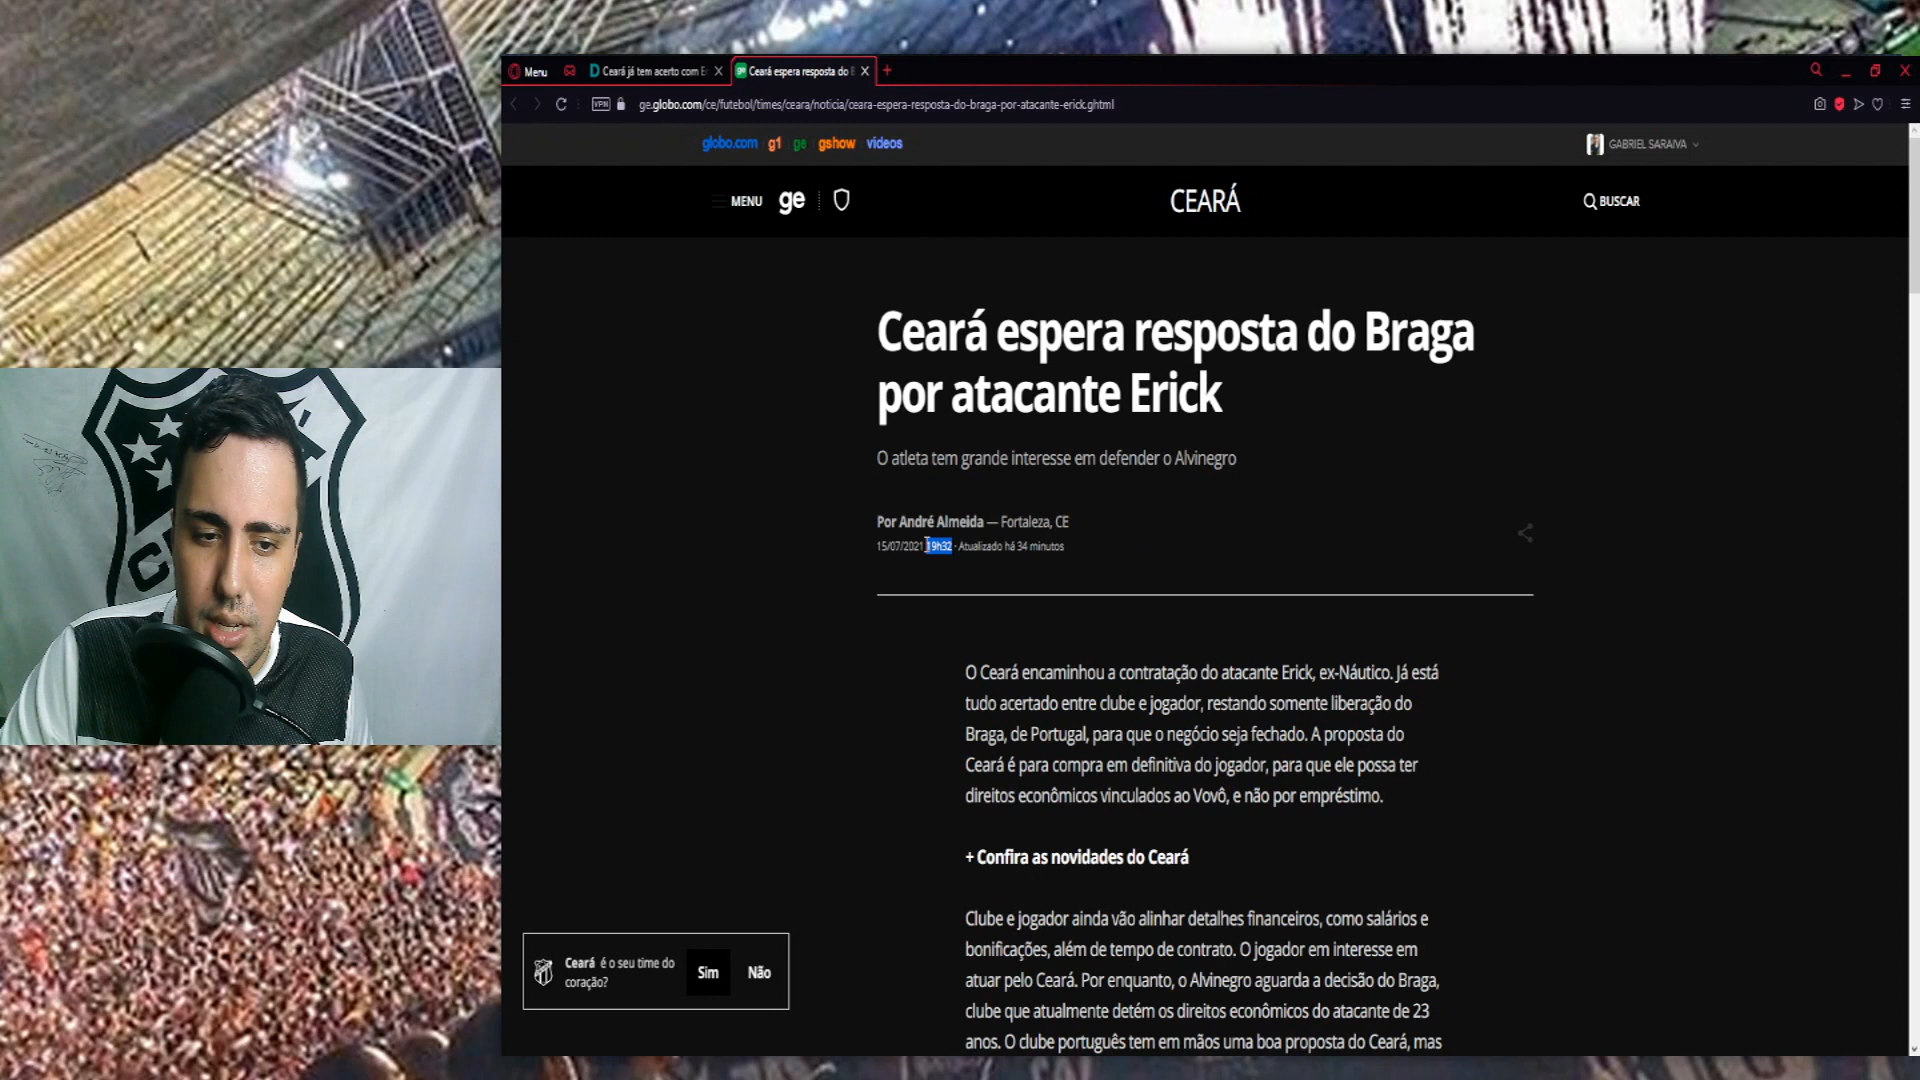 Menu
Ceará já tem acerto com E
Ceará espera resposta do
VPN
ge.globo.com/ce/futebol/times/ceara/noticia/ceara-espera-resposta-do-braga-por-atacante-erick.ghtml
globo.com g1 ge gshow vídeos
GABRIEL SARAIVA
MENU
ge
CEARÁ
BUSCAR
Ceará espera resposta do Braga
por atacante Erick
O atleta tem grande interesse em defender o Alvinegro
Por André Almeida — Fortaleza, CE
15/07/2021 19h32 · Atualizado há 34 minutos
O Ceará encaminhou a contratação do atacante Erick, ex-Náutico. Já está
tudo acertado entre clube e jogador, restando somente liberação do
Braga, de Portugal, para que o negócio seja fechado. A proposta do
Ceará é para compra em definitiva do jogador, para que ele possa ter
direitos econômicos vinculados ao Vovô, e não por empréstimo.
+ Confira as novidades do Ceará
Clube e jogador ainda vão alinhar detalhes financeiros, como salários e
bonificações, além de tempo de contrato. O jogador em interesse em
atuar pelo Ceará. Por enquanto, o Alvinegro aguarda a decisão do Braga,
clube que atualmente detém os direitos econômicos do atacante de 23
anos. O clube português tem em mãos uma boa proposta do Ceará, mas
Ceará é o seu time do
coração?
Sim
Não